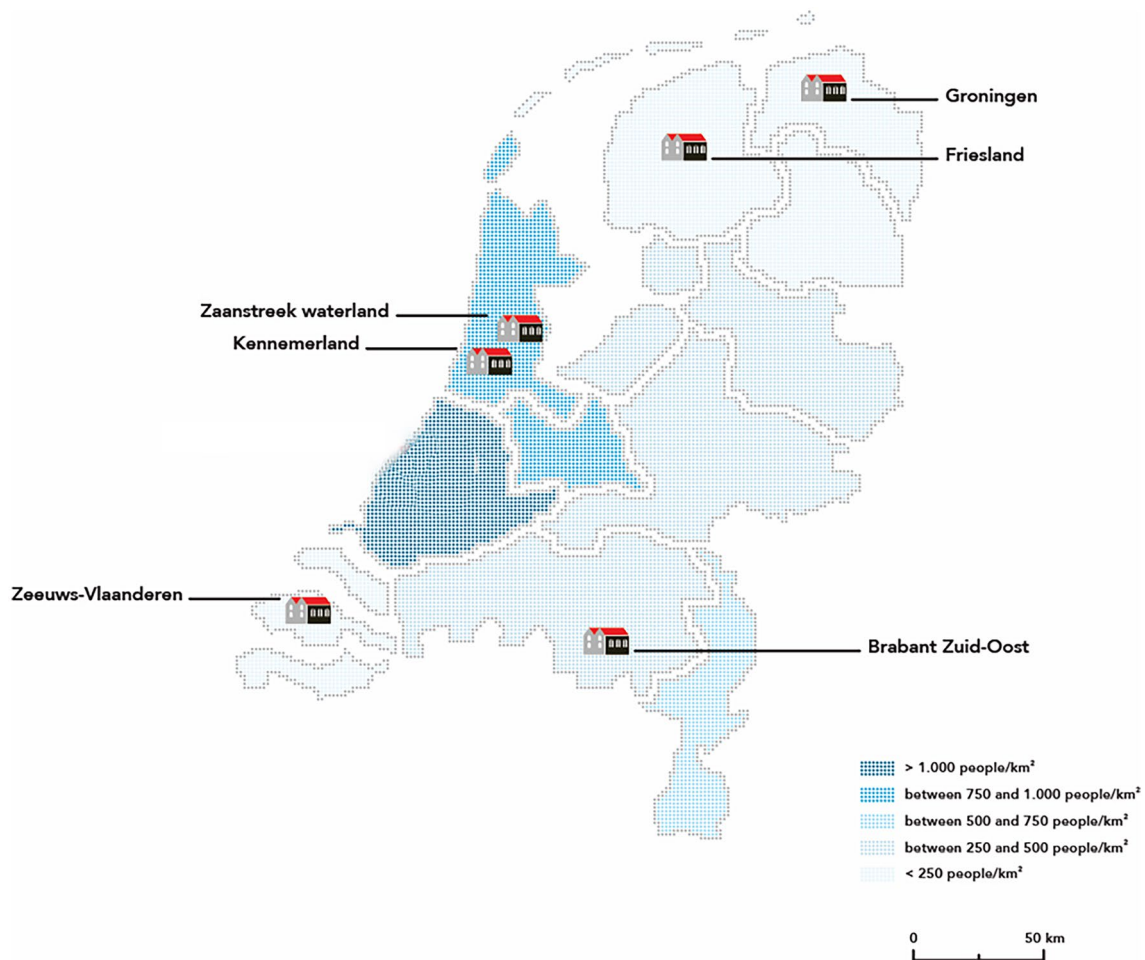 Groningen
Friesland
Zaanstreek waterland
Kennemerland
Zeeuws-Vlaanderen
Brabant Zuid-Oost
> 1.000 people/km²
between 750 and 1.000 people/km²
between 500 and 750 people/km²
between 250 and 500 people/km²
< 250 people/km²
0 50 km